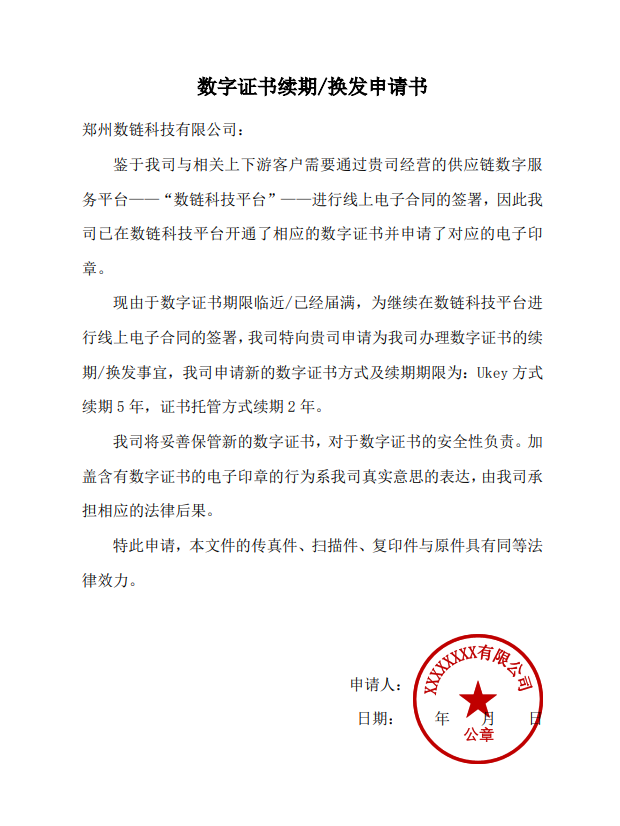 数字证书续期/换发申请书
郑州数链科技有限公司：
鉴于我司与相关上下游客户需要通过贵司经营的供应链数字服
务平台——“数链科技平台”——进行线上电子合同的签署，因此我
司已在数链科技平台开通了相应的数字证书并申请了对应的电子印
章。
现由于数字证书期限临近/已经届满，为继续在数链科技平台进
行线上电子合同的签署，我司特向贵司申请为我司办理数字证书的续
期/换发事宜，我司申请新的数字证书方式及续期期限为：Ukey 方式
续期 5 年，证书托管方式续期 2 年。
我司将妥善保管新的数字证书，对于数字证书的安全性负责。加
盖含有数字证书的电子印章的行为系我司真实意思的表达，由我司承
担相应的法律后果。
特此申请，本文件的传真件、扫描件、复印件与原件具有同等法
律效力。
申请人：
日期： 年 月 日
XXXXXXXX有限公司
公章